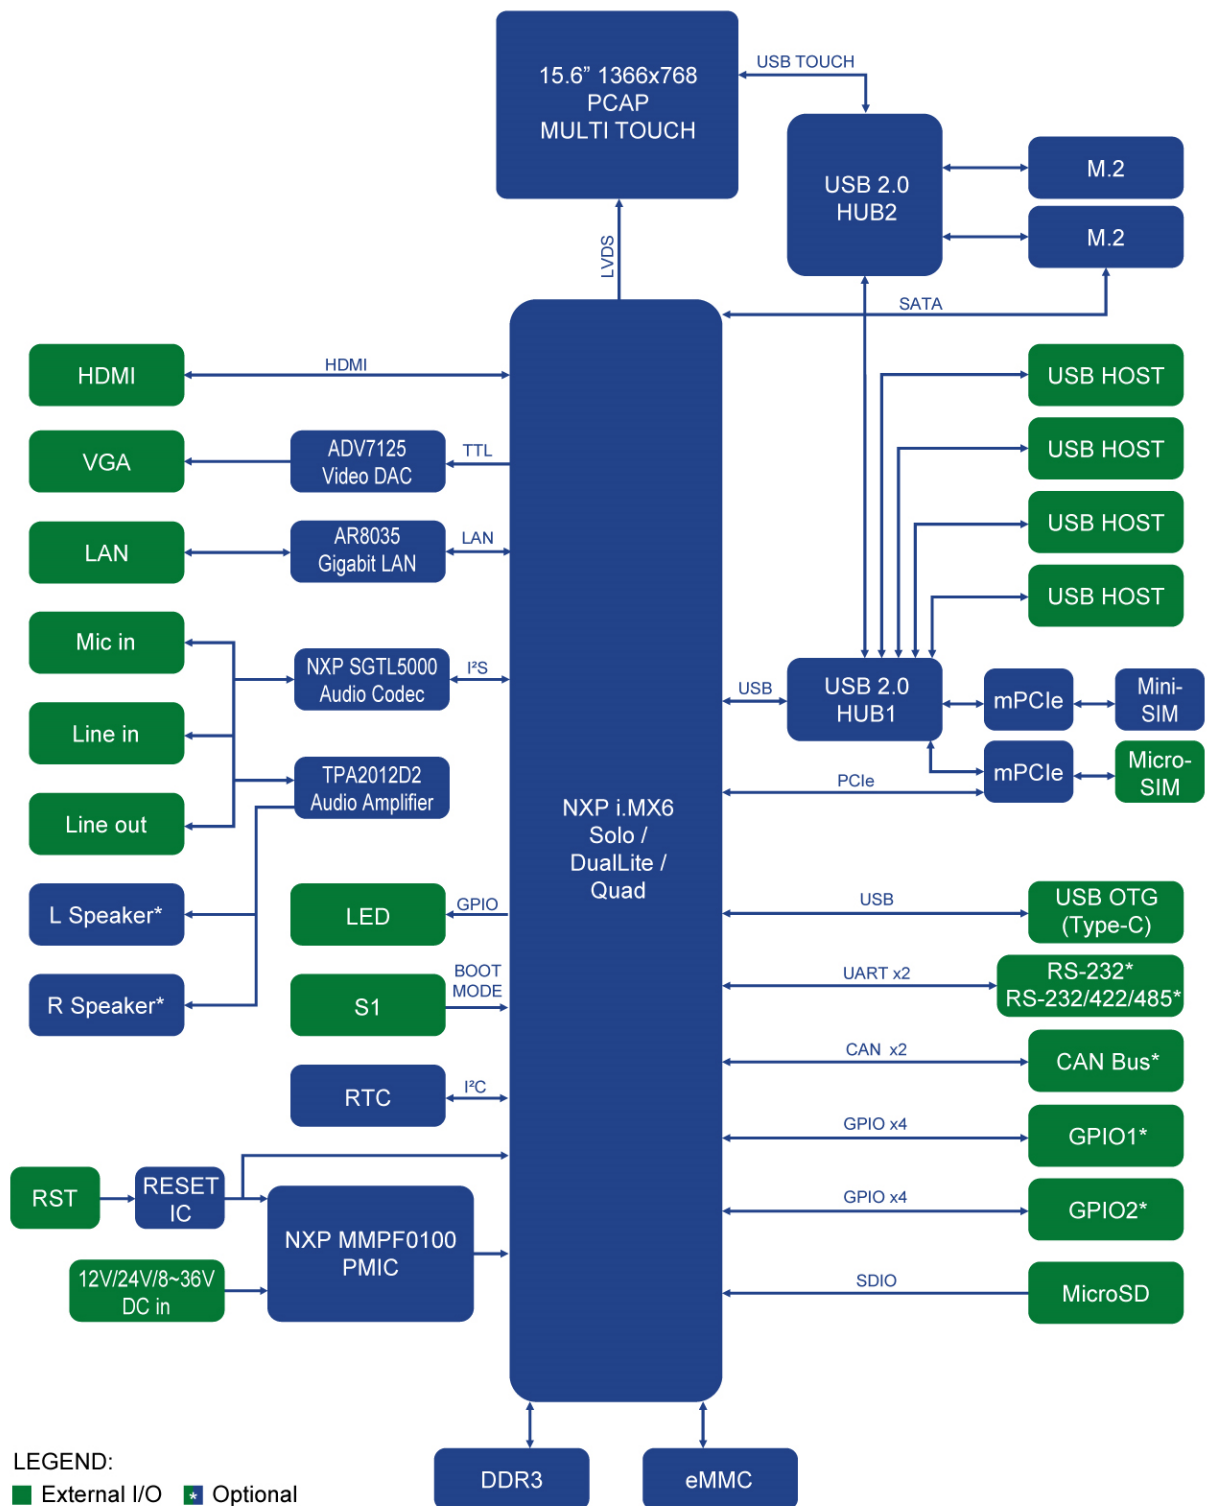 15.6” 1366x768
PCAP
MULTI TOUCH
USB TOUCH
USB 2.0
HUB2
M.2
M.2
LVDS
SATA
HDMI
HDMI
USB HOST
VGA
ADV7125
Video DAC
TTL
USB HOST
LAN
AR8035
Gigabit LAN
LAN
USB HOST
USB HOST
Mic in
NXP SGTL5000
Audio Codec
I²S
Line in
TPA2012D2
Audio Amplifier
Line out
USB
USB 2.0
HUB1
mPCIe
Mini-
SIM
mPCIe
Micro-
SIM
PCIe
NXP i.MX6
Solo /
DualLite /
Quad
L Speaker*
LED
GPIO
USB
USB OTG
(Type-C)
R Speaker*
S1
BOOT
MODE
UART x2
RS-232*
RS-232/422/485*
CAN x2
CAN Bus*
RTC
I²C
GPIO x4
GPIO1*
RST
RESET
IC
GPIO x4
GPIO2*
NXP MMPF0100
PMIC
12V/24V/8~36V
DC in
SDIO
MicroSD
DDR3
eMMC
LEGEND:
External I/O
* Optional